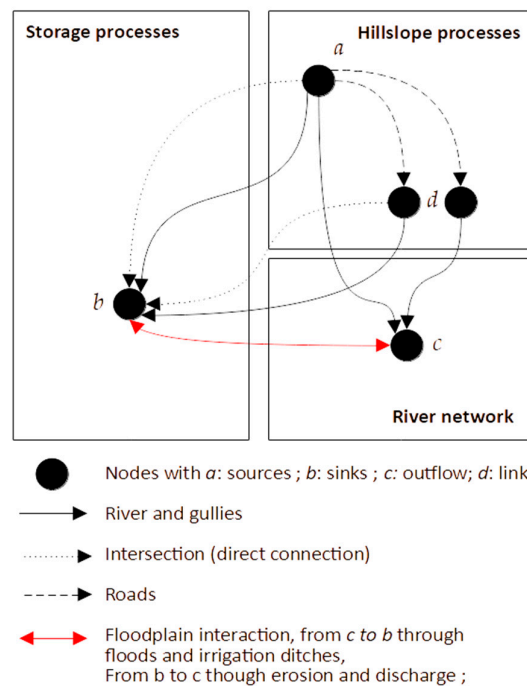 Storage processes
Hillslope processes
a
d
b
c
River network
Nodes with a: sources ; b: sinks ; c: outflow; d: link
River and gullies
Intersection (direct connection)
Roads
Floodplain interaction, from c to b through
floods and irrigation ditches,
From b to c though erosion and discharge ;